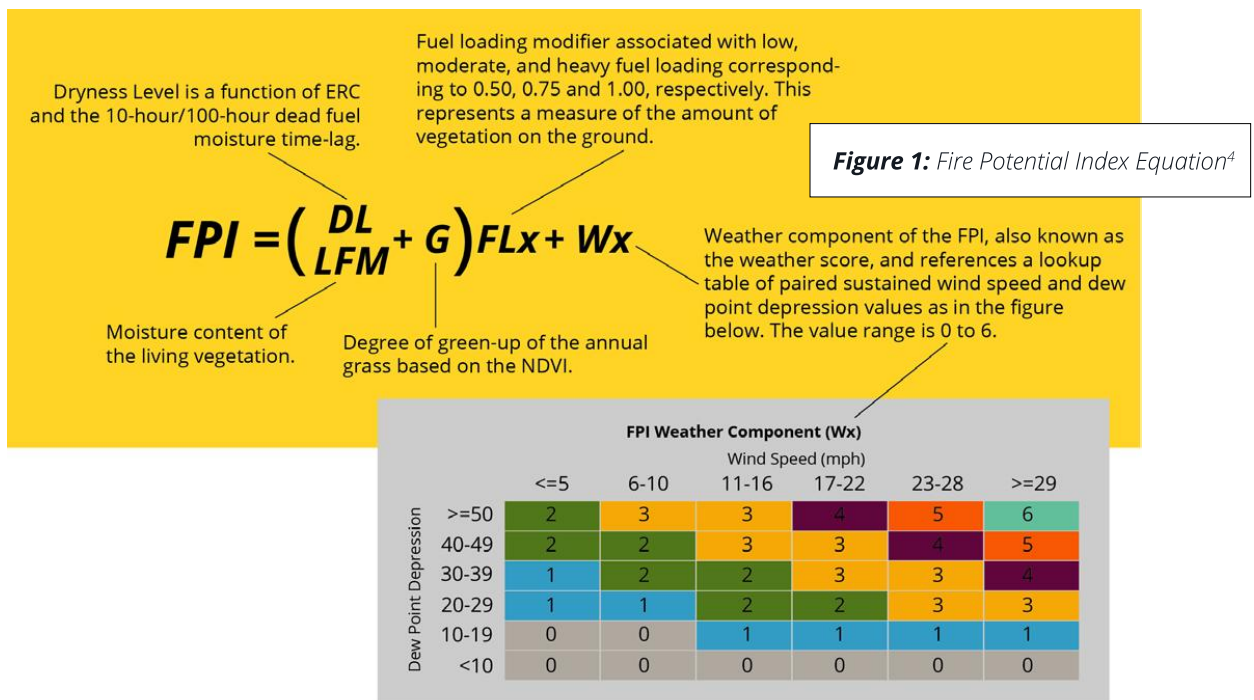 Fuel loading modifier associated with low,
moderate, and heavy fuel loading correspond-
ing to 0.50, 0.75 and 1.00, respectively. This
represents a measure of the amount of
vegetation on the ground.
Dryness Level is a function of ERC
and the 10-hour/100-hour dead fuel
moisture time-lag.
Figure 1: Fire Potential Index Equation⁴
FPI = (DL
LFM + G) FLx + Wx
Weather component of the FPI, also known as
the weather score, and references a lookup
table of paired sustained wind speed and dew
point depression values as in the figure
below. The value range is 0 to 6.
Moisture content of
the living vegetation.
Degree of green-up of the annual
grass based on the NDVI.
FPI Weather Component (Wx)
Wind Speed (mph)
<=5 6-10 11-16 17-22 23-28 >=29
Dew Point Depression
>=50 2 3 3 4 5 6
40-49 2 2 3 3 4 5
30-39 1 2 2 3 3 4
20-29 1 1 2 2 3 3
10-19 0 0 1 1 1 1
<10 0 0 0 0 0 0